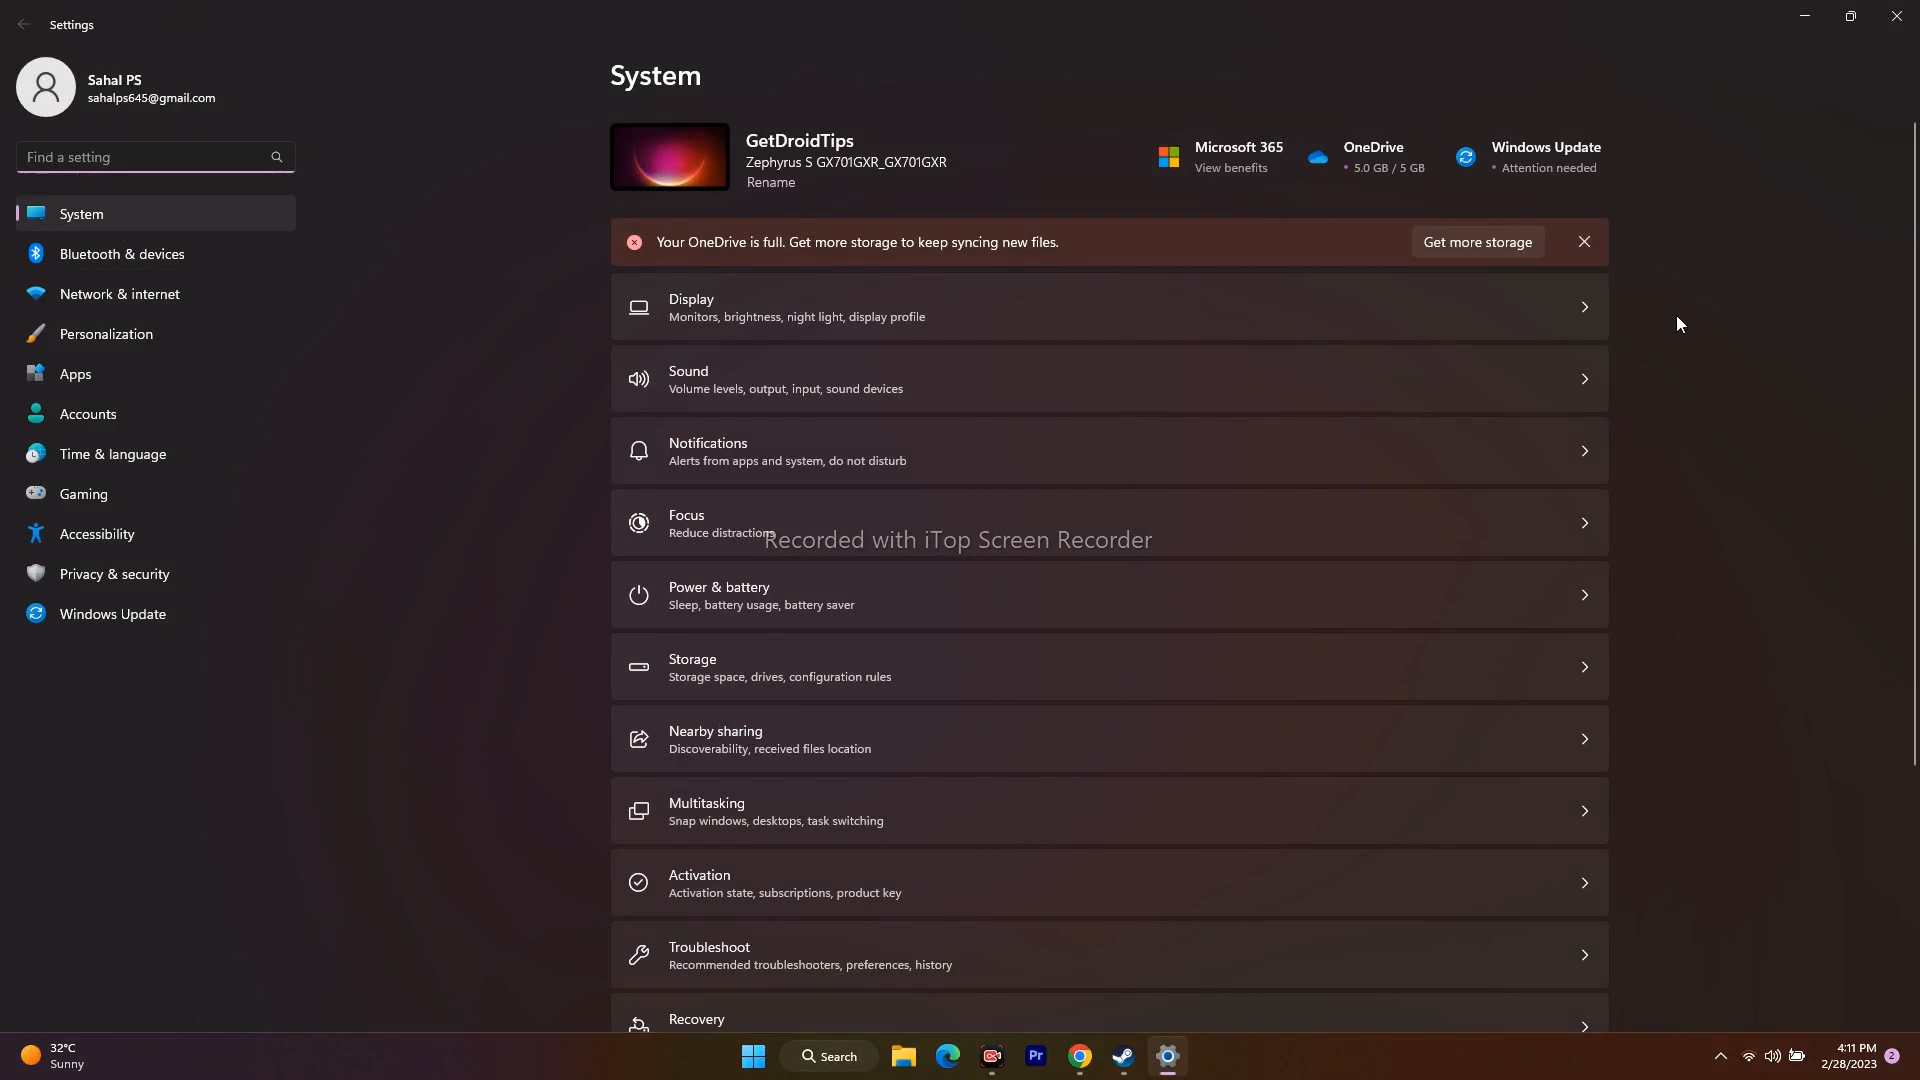 Settings
Sahal PS
sahalps645@gmail.com
Find a setting
System
Bluetooth & devices
Network & internet
Personalization
Apps
Accounts
Time & language
Gaming
Accessibility
Privacy & security
Windows Update
System
GetDroidTips
Zephyrus S GX701GXR_GX701GXR
Rename
Microsoft 365
View benefits
OneDrive
• 5.0 GB / 5 GB
Windows Update
• Attention needed
Your OneDrive is full. Get more storage to keep syncing new files.
Get more storage
Display
Monitors, brightness, night light, display profile
Sound
Volume levels, output, input, sound devices
Notifications
Alerts from apps and system, do not disturb
Focus
Reduce distractions
Recorded with iTop Screen Recorder
Power & battery
Sleep, battery usage, battery saver
Storage
Storage space, drives, configuration rules
Nearby sharing
Discoverability, received files location
Multitasking
Snap windows, desktops, task switching
Activation
Activation state, subscriptions, product key
Troubleshoot
Recommended troubleshooters, preferences, history
Recovery
32°C
Sunny
Search
Pr
4:11 PM
2/28/2023
2